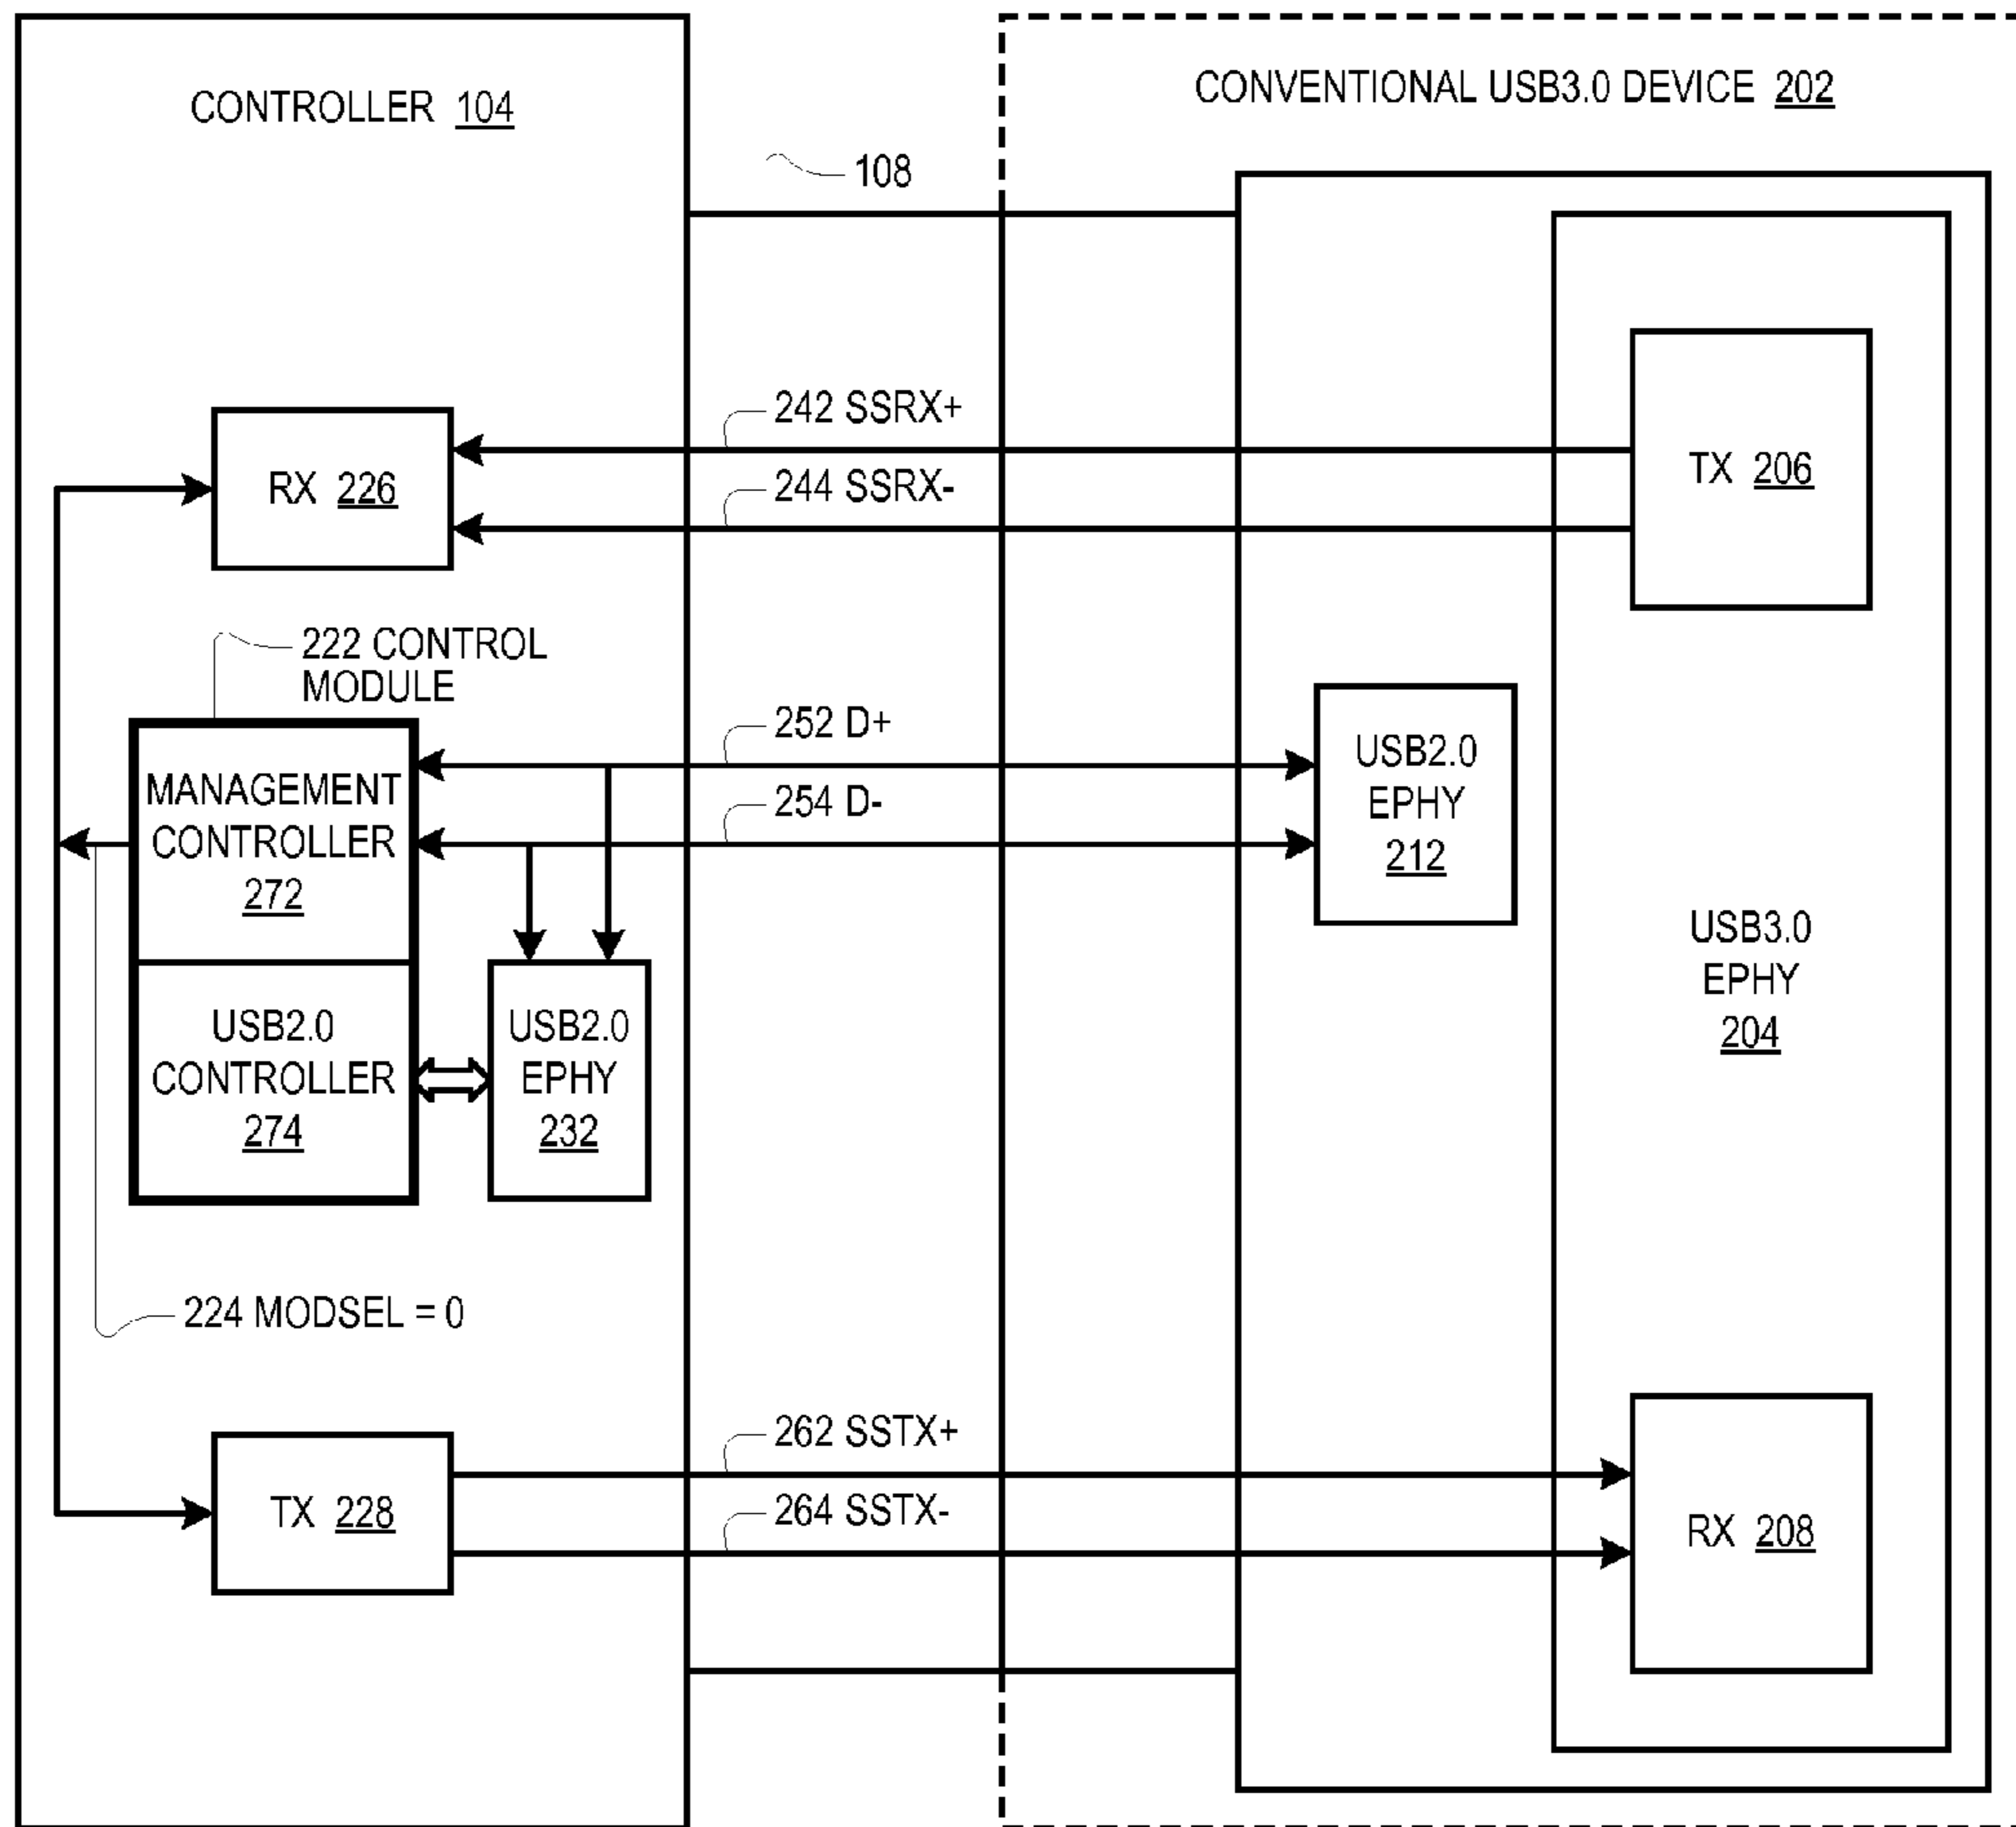 CONTROLLER 104
CONVENTIONAL USB3.0 DEVICE 202
108
242 SSRX+
244 SSRX-
RX 226
TX 206
222 CONTROL
MODULE
252 D+
254 D-
MANAGEMENT
CONTROLLER
272
USB2.0
EPHY
212
USB2.0
CONTROLLER
274
USB2.0
EPHY
232
USB3.0
EPHY
204
224 MODSEL = 0
262 SSTX+
264 SSTX-
TX 228
RX 208